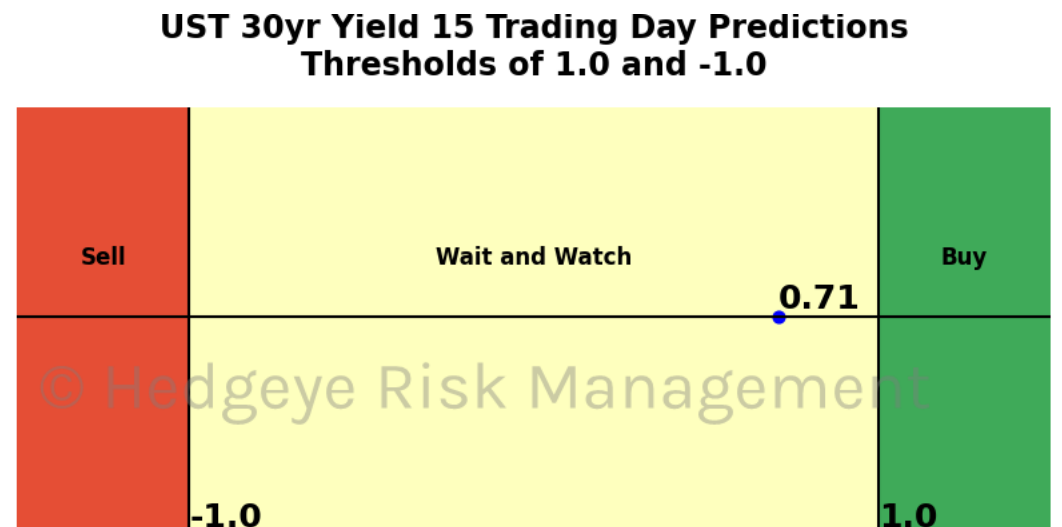 UST 30yr Yield 15 Trading Day Predictions
Thresholds of 1.0 and -1.0
Sell
Wait and Watch
Buy
0.71
© Hedgeye Risk Management
-1.0
1.0